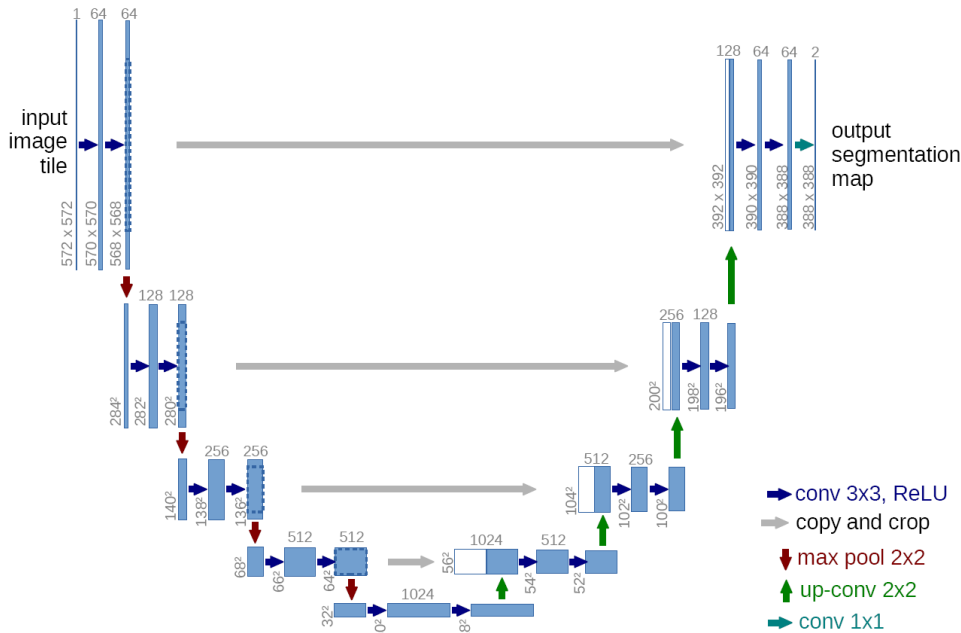 1 64 64
128 64 64 2
input
image
tile
output
segmentation
map
572 x 572
570 x 570
568 x 568
392 x 392
390 x 390
388 x 388
388 x 388
128 128
256 128
284²
282²
280²
200²
198²
196²
256 256
512 256
140²
138²
136²
104²
102²
100²
512 512
1024 512
68²
66²
64²
56²
54²
52²
1024
32²
0²
8²
conv 3x3, ReLU
copy and crop
max pool 2x2
up-conv 2x2
conv 1x1